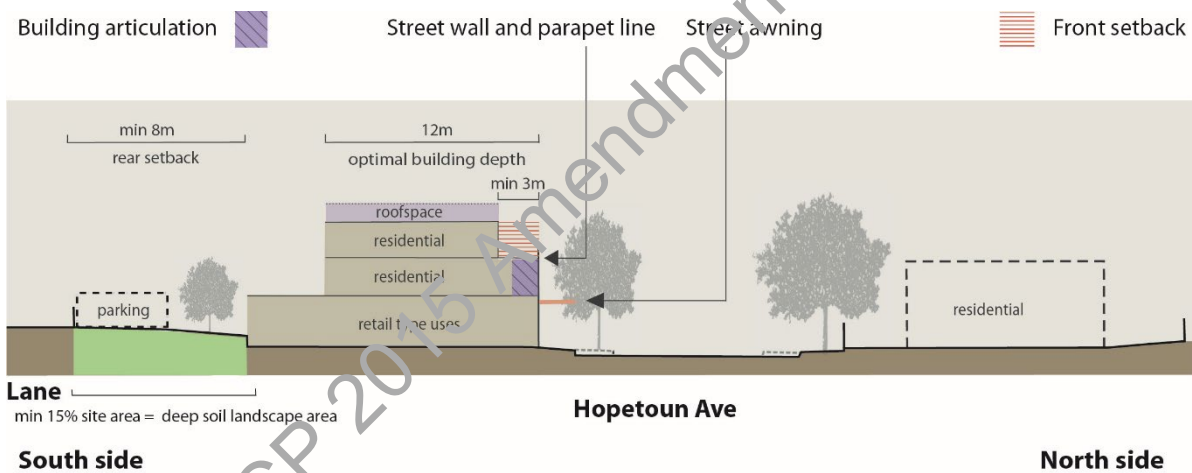 Building articulation
Street wall and parapet line
Street awning
Front setback
min 8m
rear setback
12m
optimal building depth
min 3m
roofspace
residential
residential
retail type uses
parking
residential
Lane
min 15% site area = deep soil landscape area
Hopetoun Ave
South side
North side
2015 Amendmen